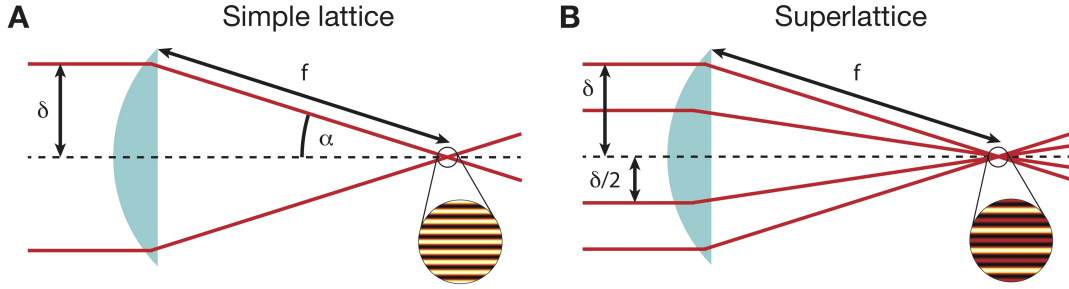 A
Simple lattice
δ
f
α
B
Superlattice
δ
f
δ/2